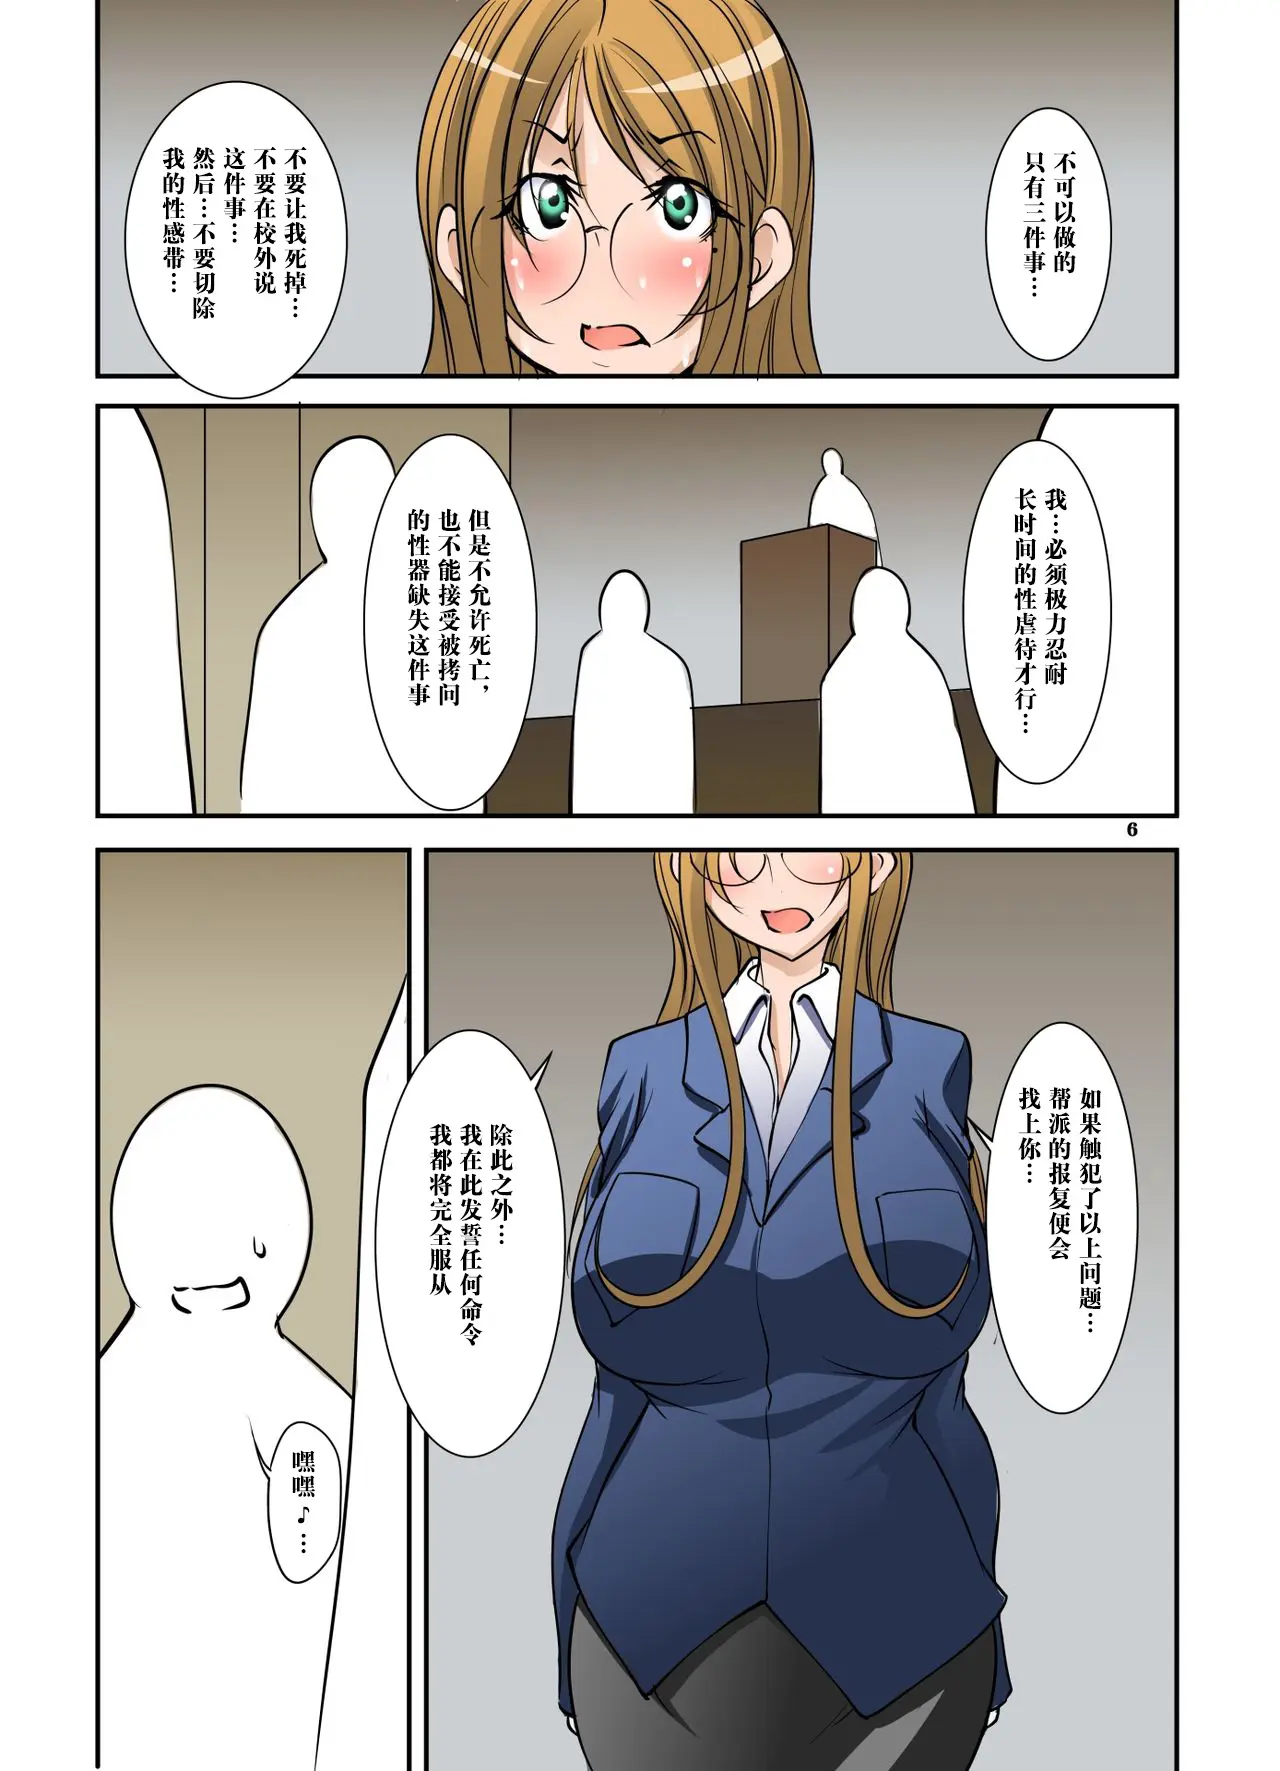 不可以做的
只有三件事…
不要让我死掉…
不要在校外说
这件事…
然后…不要切除
我的性感带…
我…必须极力忍耐
长时间的性虐待才行…
但是不允许死亡，
也不能接受被拷问
的性器缺失这件事
6
如果触犯了以上问题…
帮派的报复便会
找上你…
除此之外…
我在此发誓任何命令
我都将完全服从
嘿嘿♪…